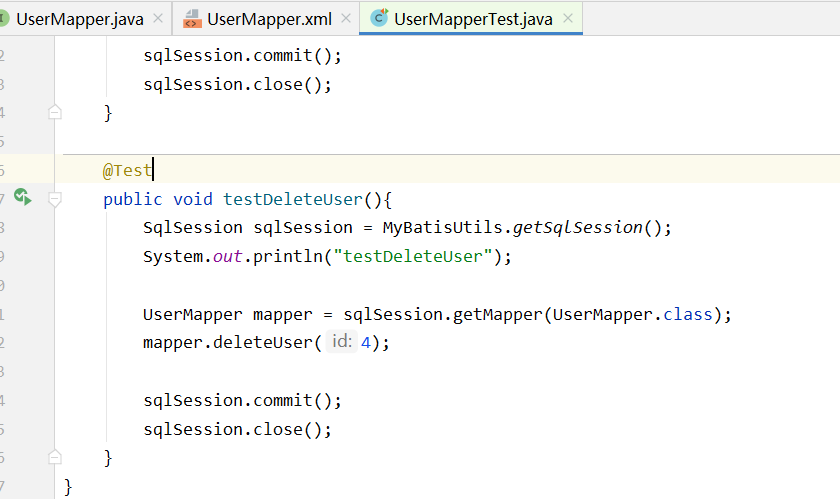 UserMapper.java
UserMapper.xml
UserMapperTest.java
2 sqlSession.commit();
3 sqlSession.close();
4 }
5
6 @Test
7 public void testDeleteUser(){
8 SqlSession sqlSession = MyBatisUtils.getSqlSession();
9 System.out.println("testDeleteUser");
0
1 UserMapper mapper = sqlSession.getMapper(UserMapper.class);
2 mapper.deleteUser( id: 4);
3
4 sqlSession.commit();
5 sqlSession.close();
6 }
7 }